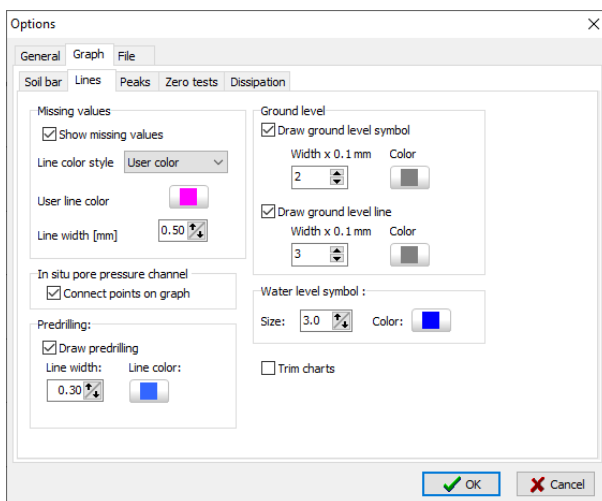 Options
General Graph File
Soil bar Lines Peaks Zero tests Dissipation
Missing values
Show missing values
Line color style User color
User line color
Line width [mm] 0.50
In situ pore pressure channel
Connect points on graph
Predrilling:
Draw predrilling
Line width: Line color:
0.30
Ground level
Draw ground level symbol
Width x 0.1mm Color
2
Draw ground level line
Width x 0.1mm Color
3
Water level symbol :
Size: 3.0 Color:
Trim charts
OK Cancel